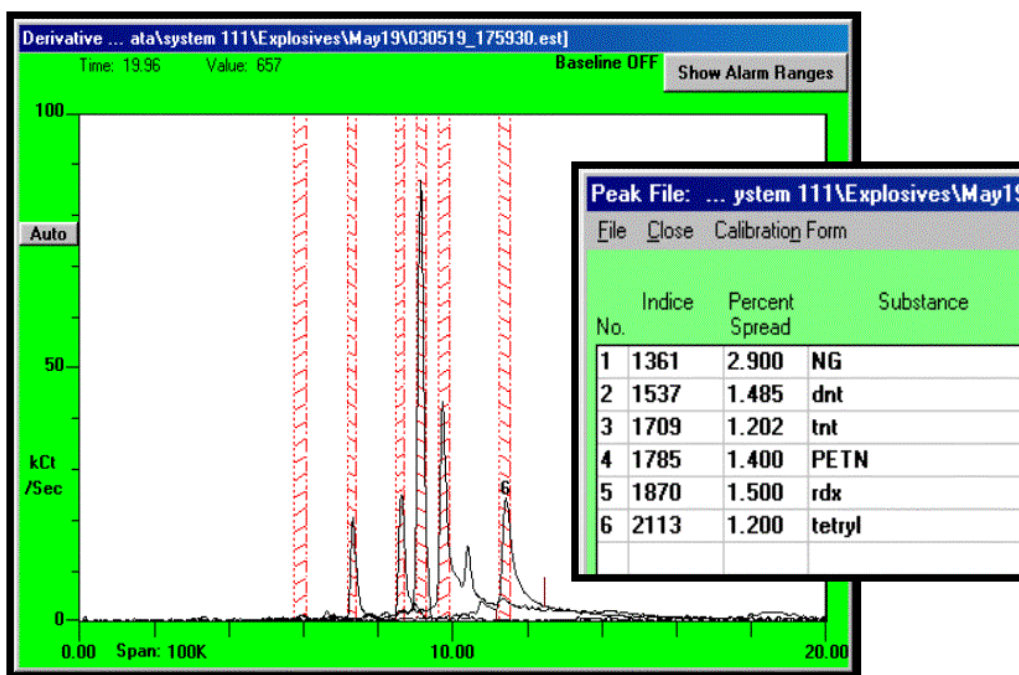 Derivative ... ata\system 111\Explosives\May19\030519_175930.est]
Time: 19.96 Value: 657 Baseline OFF Show Alarm Ranges
100
Auto
50
kCt
/Sec
6
0
0.00 Span: 100K 10.00 20.00
Peak File: ... ystem 111\Explosives\May19
File Close Calibration Form
No. Indice Percent Spread Substance
1 1361 2.900 NG
2 1537 1.485 dnt
3 1709 1.202 tnt
4 1785 1.400 PETN
5 1870 1.500 rdx
6 2113 1.200 tetryl